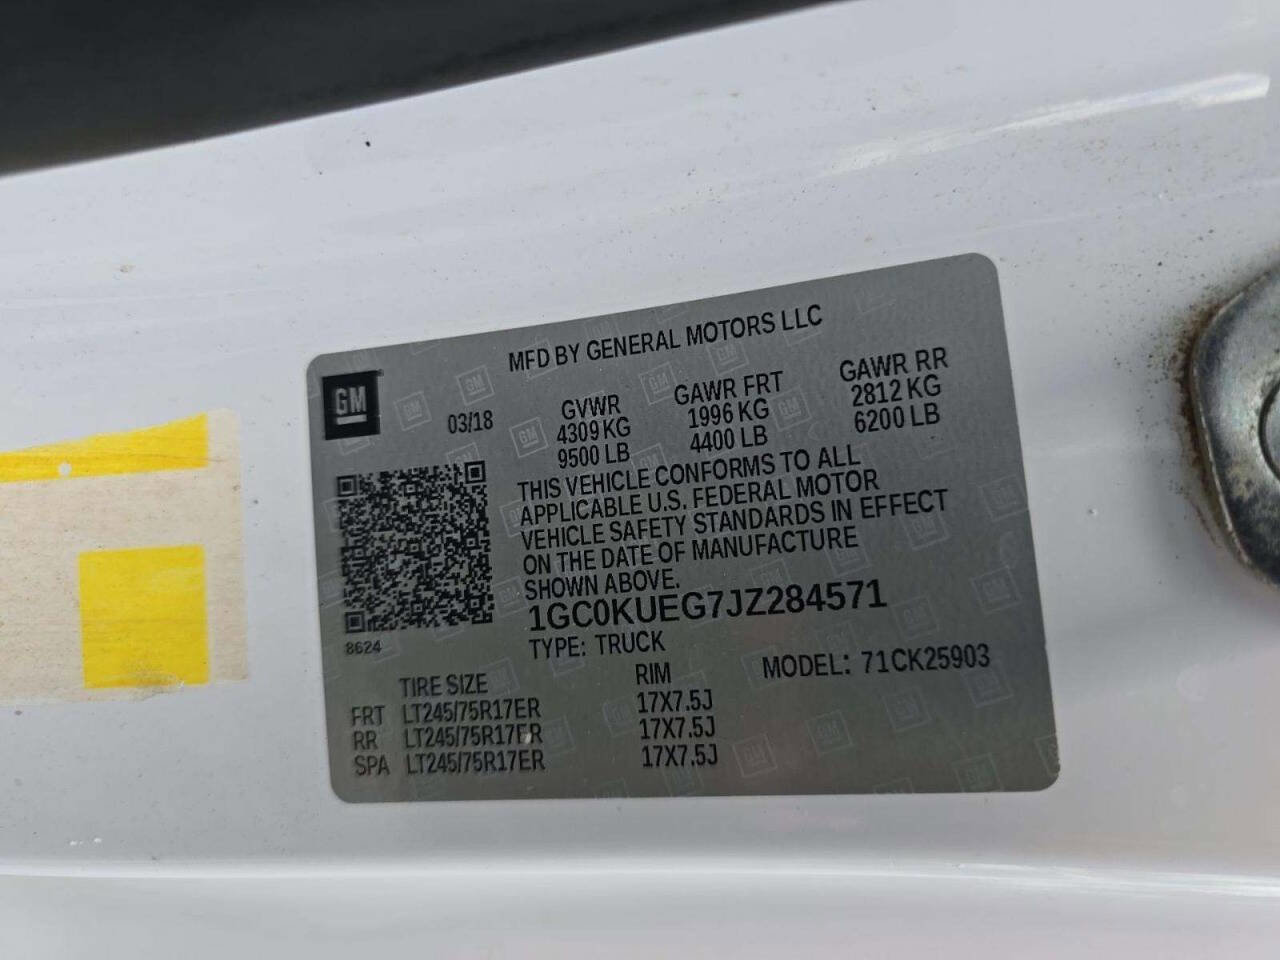 MFD BY GENERAL MOTORS LLC
GM
03/18
GVWR
4309 KG
9500 LB
GAWR FRT
1996 KG
4400 LB
GAWR RR
2812 KG
6200 LB
THIS VEHICLE CONFORMS TO ALL
APPLICABLE U.S. FEDERAL MOTOR
VEHICLE SAFETY STANDARDS IN EFFECT
ON THE DATE OF MANUFACTURE
SHOWN ABOVE.
1GC0KUEG7JZ284571
8624
TYPE: TRUCK
MODEL: 71CK25903
TIRE SIZE RIM
FRT LT245/75R17ER 17X7.5J
RR LT245/75R17ER 17X7.5J
SPA LT245/75R17ER 17X7.5J